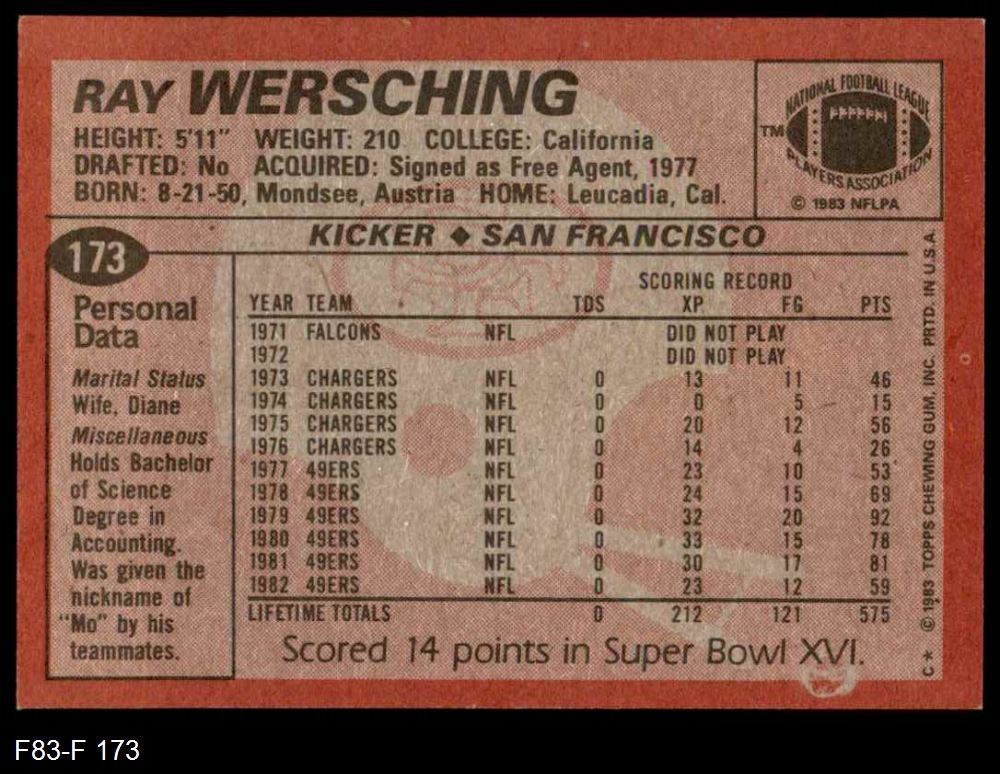 RAY WERSCHING
HEIGHT: 5'11" WEIGHT: 210 COLLEGE: California
DRAFTED: No ACQUIRED: Signed as Free Agent, 1977
BORN: 8-21-50, Mondsee, Austria HOME: Leucadia, Cal.
NATIONAL FOOTBALL LEAGUE
TM
PLAYERS ASSOCIATION
© 1983 NFLPA
173
KICKER ♦ SAN FRANCISCO
Personal
Data
Marital Status
Wife, Diane
Miscellaneous
Holds Bachelor
of Science
Degree in
Accounting.
Was given the
nickname of
"Mo" by his
teammates.
SCORING RECORD
YEAR TEAM TDS XP FG PTS
1971 FALCONS NFL DID NOT PLAY
1972 DID NOT PLAY
1973 CHARGERS NFL 0 13 11 46
1974 CHARGERS NFL 0 0 5 15
1975 CHARGERS NFL 0 20 12 56
1976 CHARGERS NFL 0 14 4 26
1977 49ERS NFL 0 23 10 53
1978 49ERS NFL 0 24 15 69
1979 49ERS NFL 0 32 20 92
1980 49ERS NFL 0 33 15 78
1981 49ERS NFL 0 30 17 81
1982 49ERS NFL 0 23 12 59
LIFETIME TOTALS 0 212 121 575
Scored 14 points in Super Bowl XVI.
C* © 1983 TOPPS CHEWING GUM, INC. PRTD. IN U.S.A.
F83-F 173